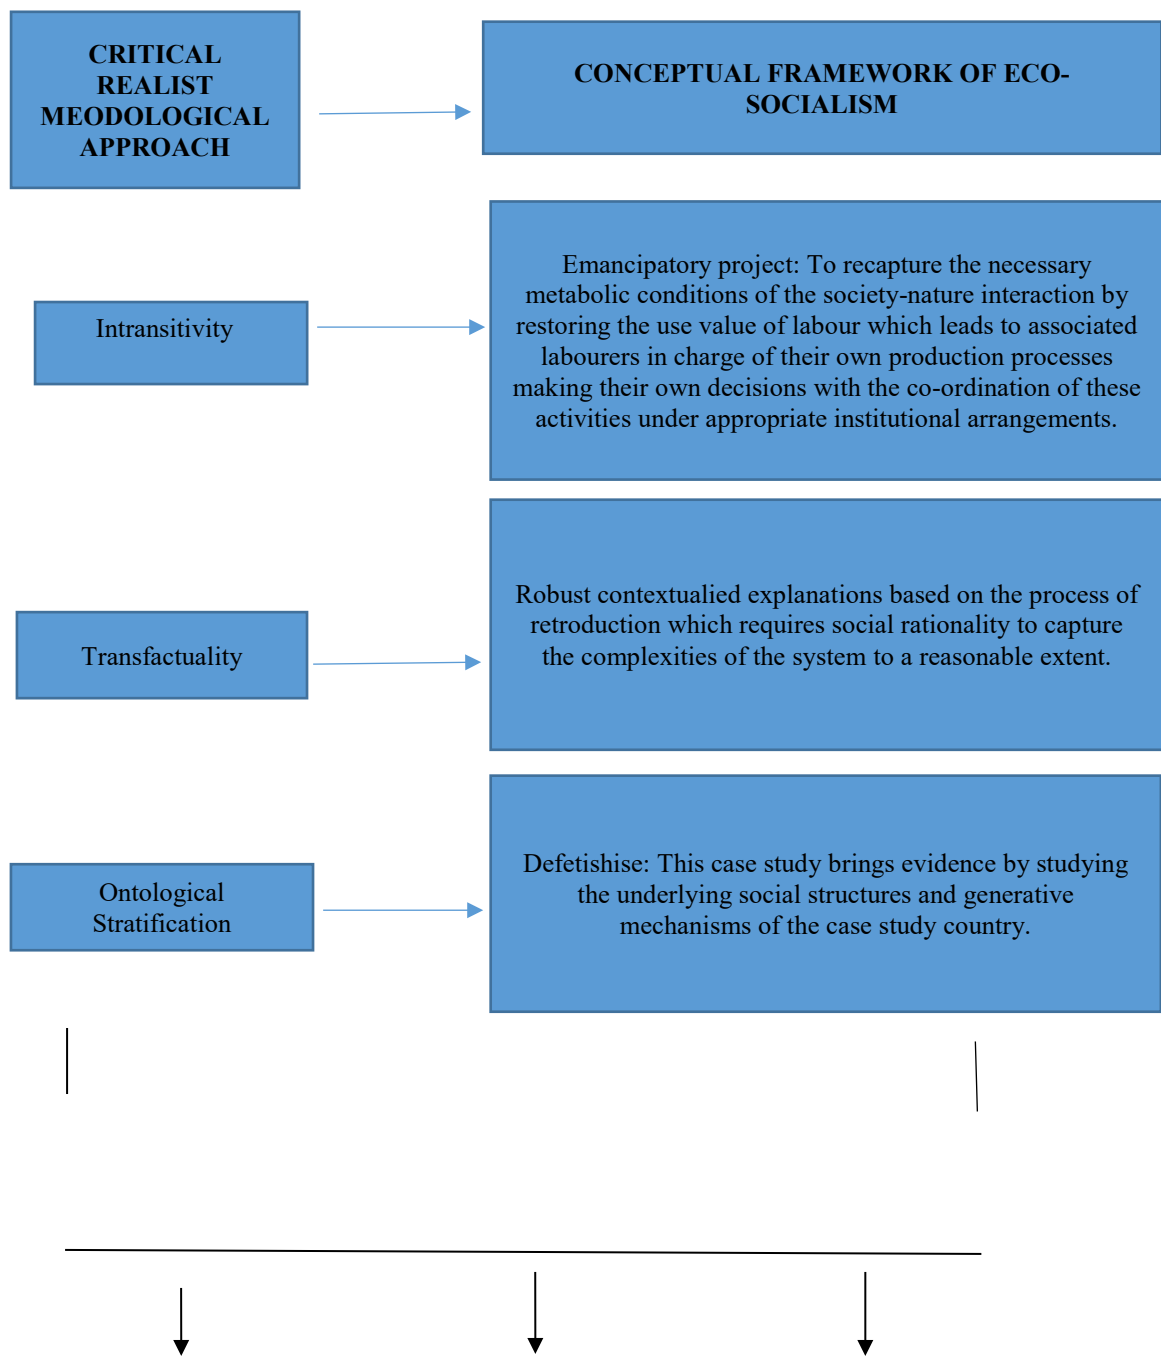 CRITICAL
REALIST
MEODOLOGICAL
APPROACH
CONCEPTUAL FRAMEWORK OF ECO-
SOCIALISM
Intransitivity
Emancipatory project: To recapture the necessary
metabolic conditions of the society-nature interaction by
restoring the use value of labour which leads to associated
labourers in charge of their own production processes
making their own decisions with the co-ordination of these
activities under appropriate institutional arrangements.
Transfactuality
Robust contextualied explanations based on the process of
retroduction which requires social rationality to capture
the complexities of the system to a reasonable extent.
Ontological
Stratification
Defetishise: This case study brings evidence by studying
the underlying social structures and generative
mechanisms of the case study country.